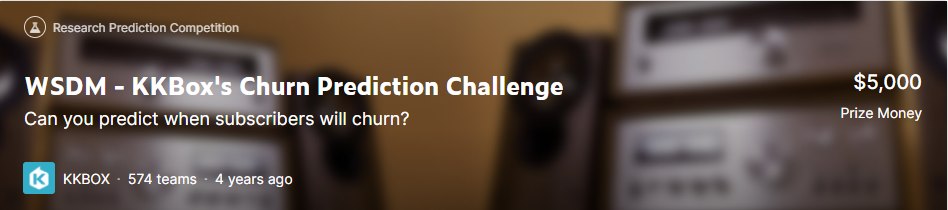 Research Prediction Competition
WSDM - KKBox's Churn Prediction Challenge
$5,000
Can you predict when subscribers will churn?
Prize Money
KKBOX · 574 teams · 4 years ago